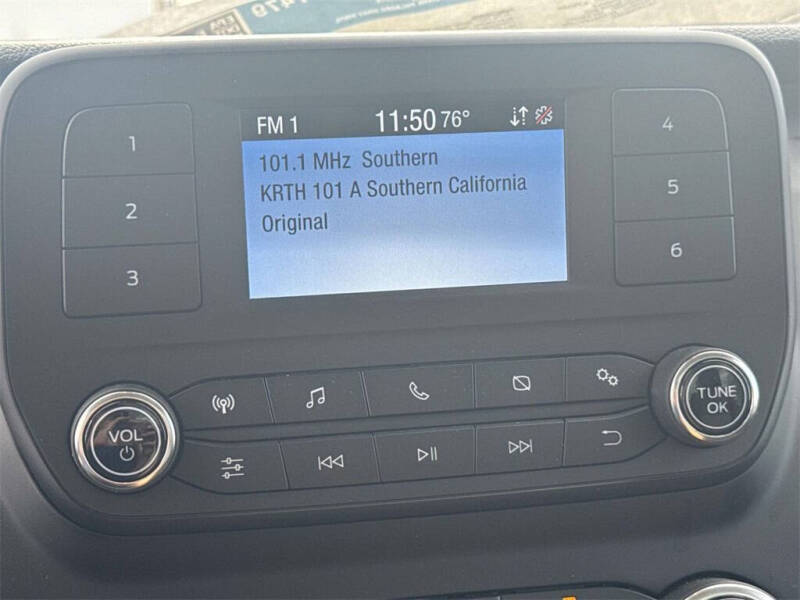 FM 1 11:50 76°
101.1 MHz Southern
KRTH 101 A Southern California
Original
1
2
3
4
5
6
VOL
TUNE
OK